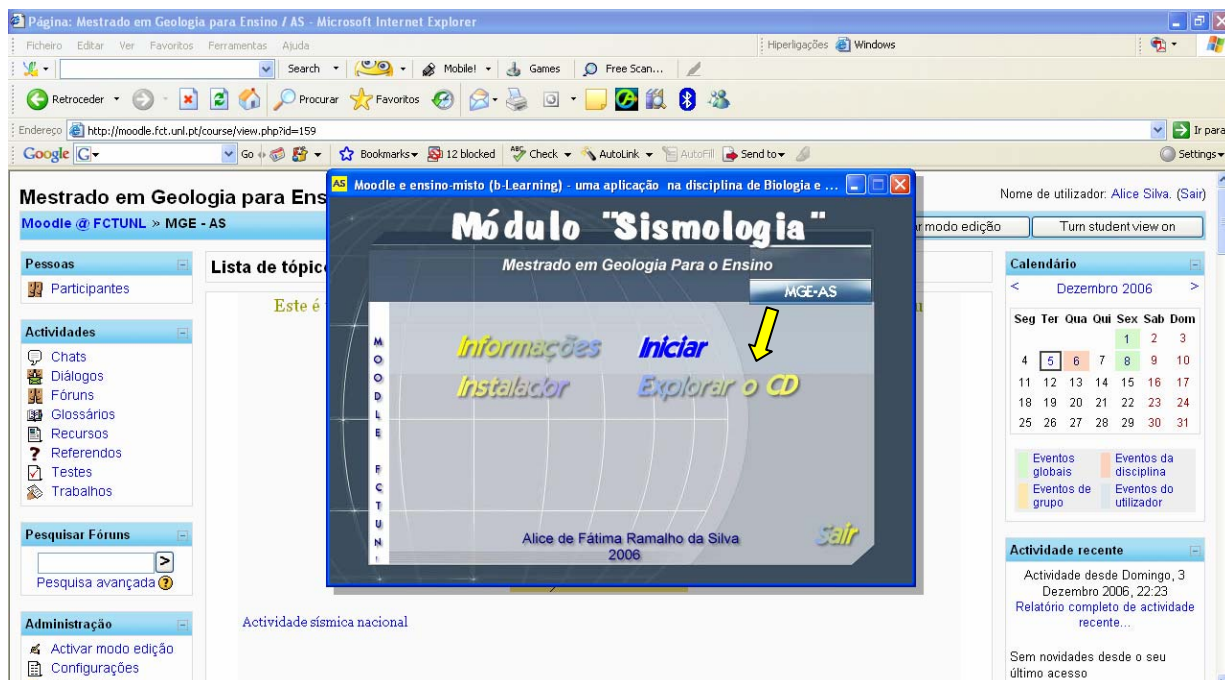 Página: Mestrado em Geologia para Ensino / AS - Microsoft Internet Explorer
Ficheiro Editar Ver Favoritos Ferramentas Ajuda
Hiperligações Windows
Search Mobile! Games Free Scan...
Retroceder Procurar Favoritos
Endereço http://moodle.fct.unl.pt/course/view.php?id=159 Ir para
Google G Go Bookmarks 12 blocked Check AutoLink AutoFill Send to Settings
Mestrado em Geologia para Ens
Nome de utilizador: Alice Silva. (Sair)
Moodle @ FCTUNL » MGE - AS
r modo edição Turn student view on
Pessoas
Participantes
Actividades
Chats
Diálogos
Fóruns
Glossários
Recursos
Referendos
Testes
Trabalhos
Pesquisar Fóruns
>
Pesquisa avançada ?
Administração
Activar modo edição
Configurações
Lista de tópico
Este é
u
Actividade sísmica nacional
AS Moodle e ensino-misto (b-Learning) - uma aplicação na disciplina de Biologia e ...
Módulo "Sismologia"
Mestrado em Geologia Para o Ensino
MGE-AS
MOODLE FCTUN
Informações Iniciar
Instalador Explorar o CD
Alice de Fátima Ramalho da Silva
2006
Sair
Calendário
< Dezembro 2006 >
Seg Ter Qua Qui Sex Sab Dom
1 2 3
4 5 6 7 8 9 10
11 12 13 14 15 16 17
18 19 20 21 22 23 24
25 26 27 28 29 30 31
Eventos globais
Eventos da disciplina
Eventos de grupo
Eventos do utilizador
Actividade recente
Actividade desde Domingo, 3
Dezembro 2006, 22:23
Relatório completo de actividade
recente...
Sem novidades desde o seu
último acesso